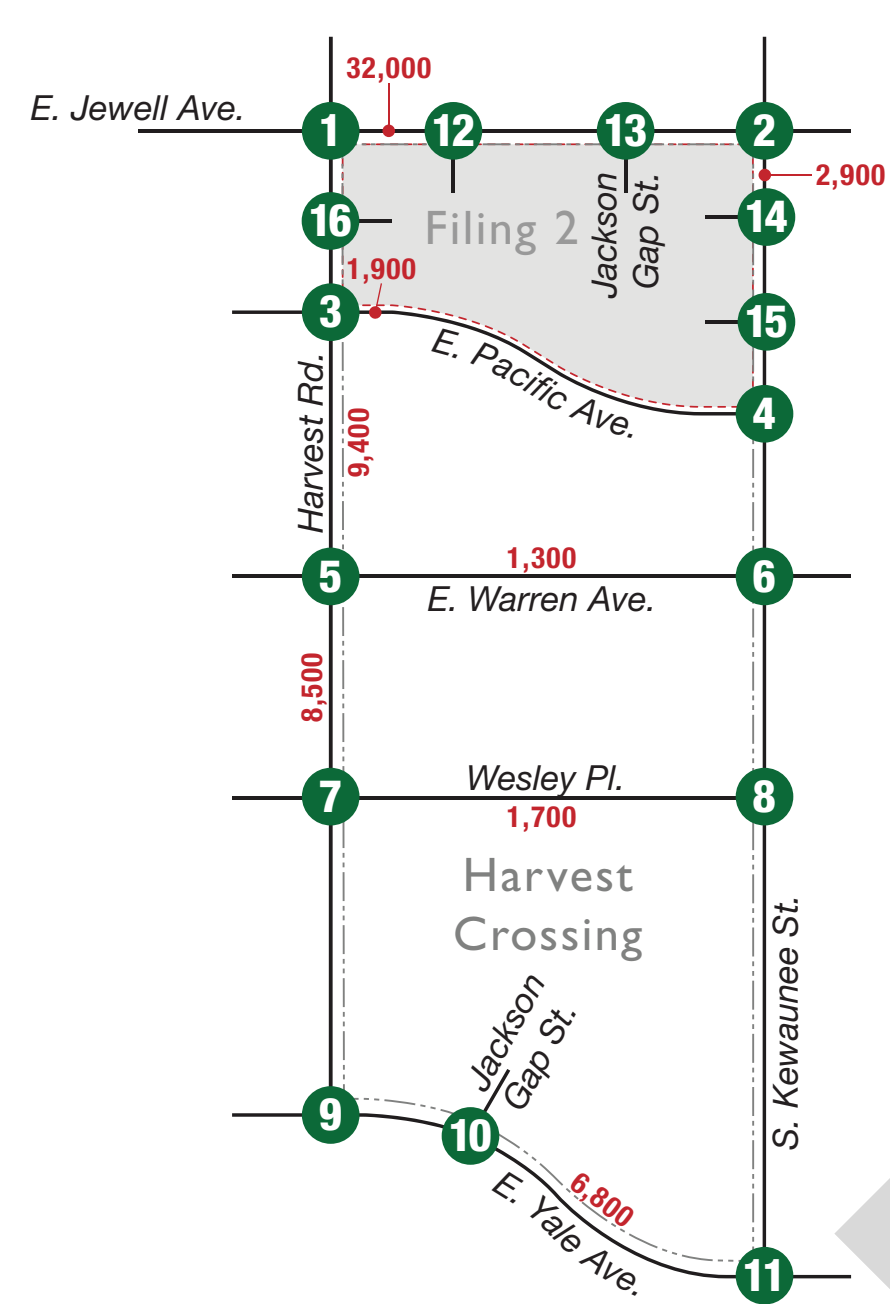 32,000
E. Jewell Ave.
1
12
13
2
2,900
16
Filing 2
Jackson
Gap St.
14
1,900
3
15
E. Pacific Ave.
4
Harvest Rd.
9,400
5
1,300
6
E. Warren Ave.
8,500
Wesley Pl.
7
8
1,700
Harvest
Crossing
S. Kewaunee St.
Jackson
Gap St.
9
10
6,800
E. Yale Ave.
11